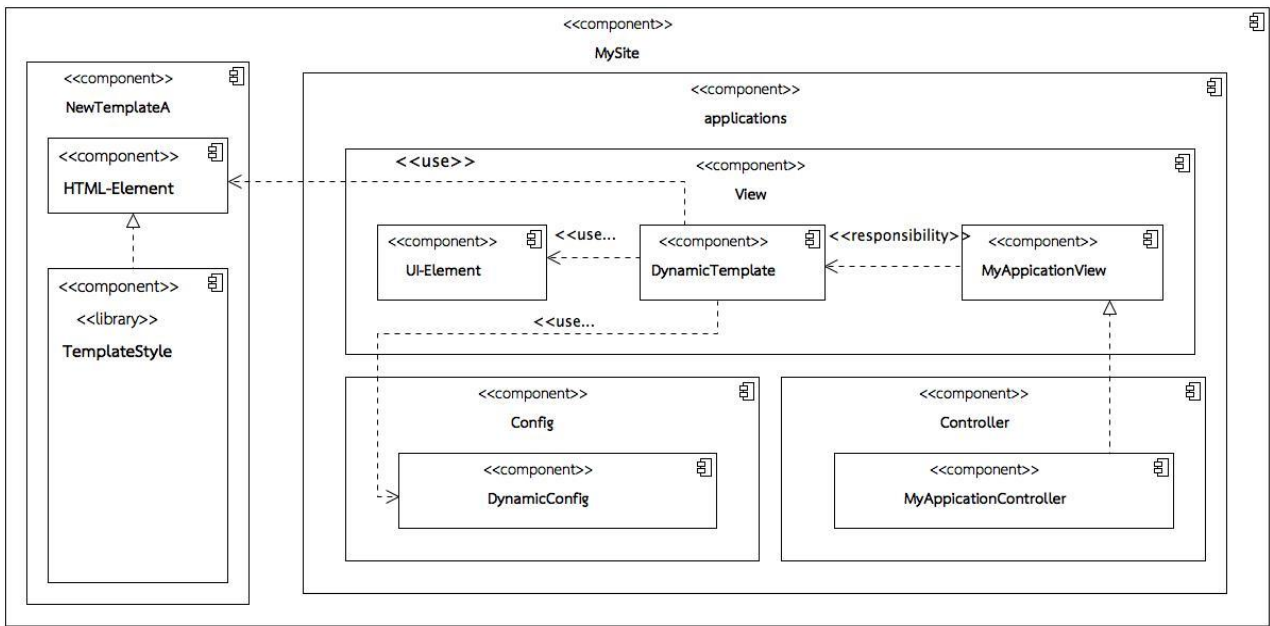 <<component>>
MySite
<<component>>
NewTemplateA
<<component>>
HTML-Element
<<component>>
<<library>>
TemplateStyle
<<component>>
applications
<<use>>
<<component>>
View
<<component>>
UI-Element
<<use...
<<component>>
DynamicTemplate
<<responsibility>>
<<component>>
MyAppicationView
<<use...
<<component>>
Config
<<component>>
DynamicConfig
<<component>>
Controller
<<component>>
MyAppicationController